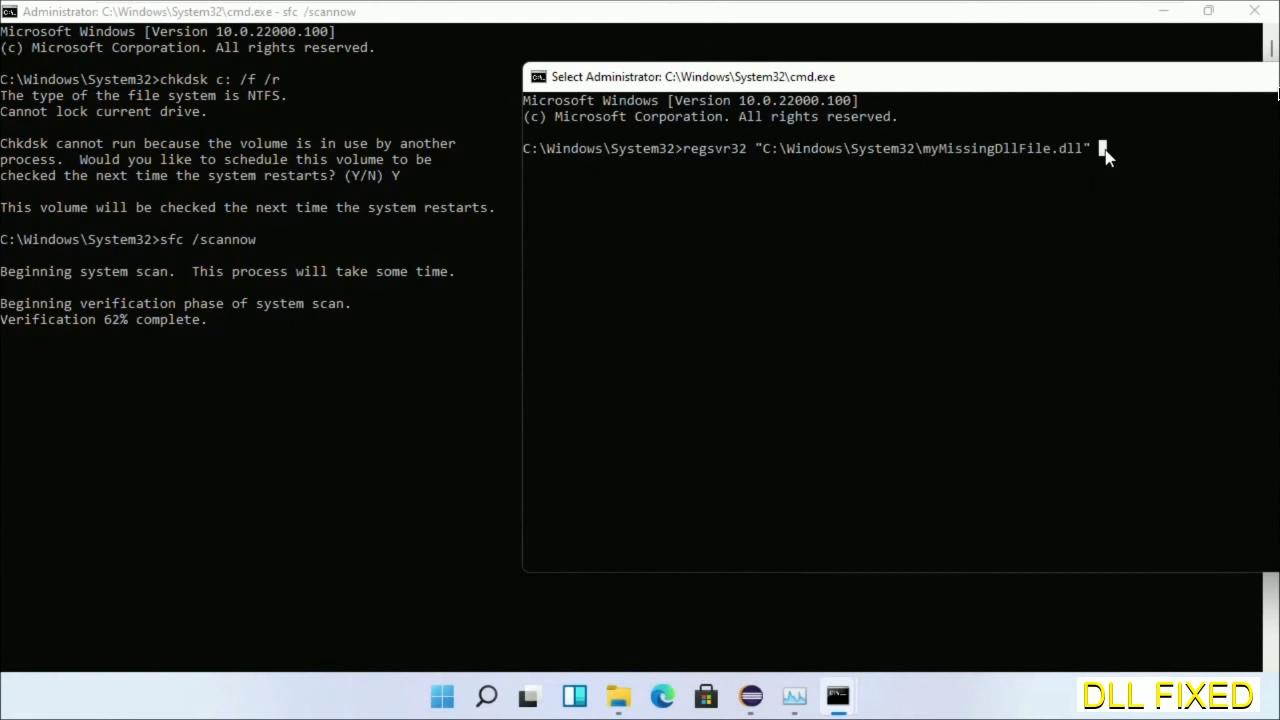 Administrator: C:\Windows\System32\cmd.exe - sfc /scannow
Microsoft Windows [Version 10.0.22000.100]
(c) Microsoft Corporation. All rights reserved.
C:\Windows\System32>chkdsk c: /f /r
The type of the file system is NTFS.
Cannot lock current drive.
Chkdsk cannot run because the volume is in use by another
process.  Would you like to schedule this volume to be
checked the next time the system restarts? (Y/N) Y
This volume will be checked the next time the system restarts.
C:\Windows\System32>sfc /scannow
Beginning system scan.  This process will take some time.
Beginning verification phase of system scan.
Verification 62% complete.
Select Administrator: C:\Windows\System32\cmd.exe
Microsoft Windows [Version 10.0.22000.100]
(c) Microsoft Corporation. All rights reserved.
C:\Windows\System32>regsvr32 "C:\Windows\System32\myMissingDllFile.dll"
DLL FIXED